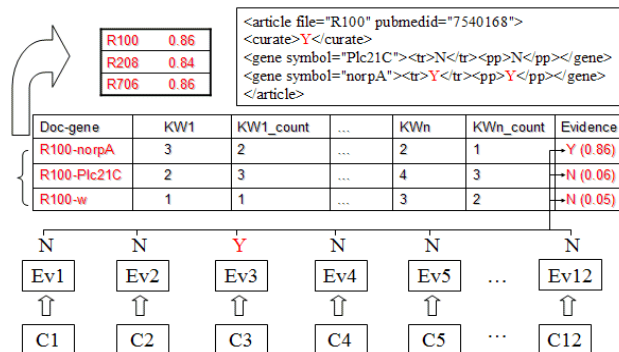 R100 0.86
R208 0.84
R706 0.86
<article file="R100" pubmedid="7540168">
<curate>Y</curate>
<gene symbol="Plc21C"><tr>N</tr><pp>N</pp></gene>
<gene symbol="norpA"><tr>Y</tr><pp>Y</pp></gene>
</article>
Doc-gene KW1 KW1_count ... KWn KWn_count Evidence
R100-norpA 3 2 2 1 Y (0.86)
R100-Plc21C 2 3 4 3 N (0.06)
R100-w 1 1 3 2 N (0.05)
N N Y N N N
Ev1 Ev2 Ev3 Ev4 Ev5 ... Ev12
C1 C2 C3 C4 C5 ... C12